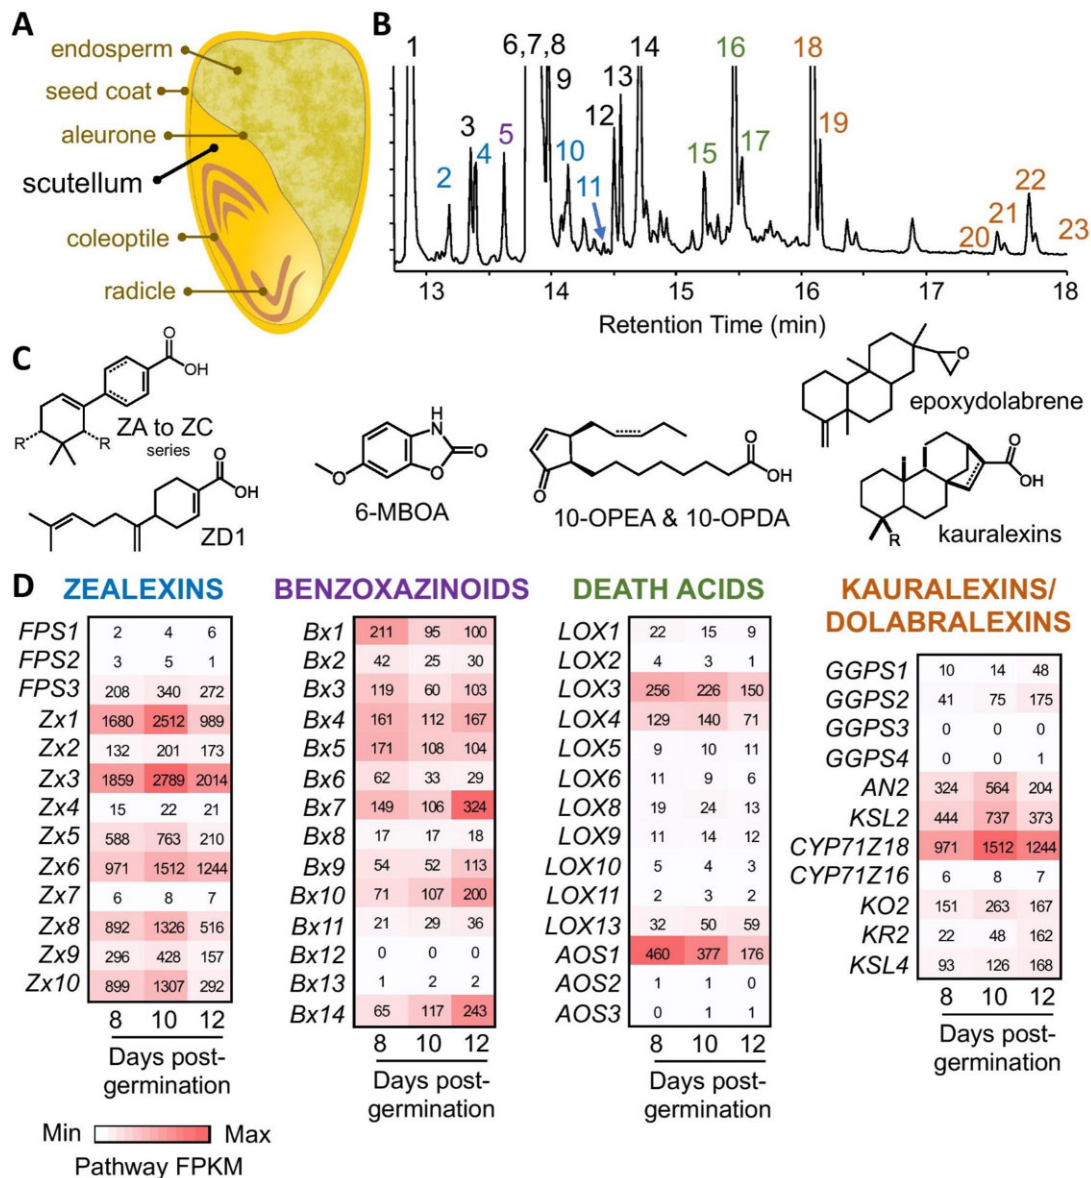 A
endosperm
seed coat
aleurone
scutellum
coleoptile
radicle
B
1
2
3
4
5
6,7,8
9
10
11
12
13
14
15
16
17
18
19
20
21
22
23
13 14 15 16 17 18
Retention Time (min)
C
O
OH
R
R
ZA to ZC
series
O
OH
ZD1
H
N
O
O
O
6-MBOA
O
O
OH
10-OPEA & 10-OPDA
O
epoxydolabrene
O
OH
R
kauralexins
D
ZEALEXINS
FPS1 2 4 6
FPS2 3 5 1
FPS3 208 340 272
Zx1 1680 2512 989
Zx2 132 201 173
Zx3 1859 2789 2014
Zx4 15 22 21
Zx5 588 763 210
Zx6 971 1512 1244
Zx7 6 8 7
Zx8 892 1326 516
Zx9 296 428 157
Zx10 899 1307 292
8 10 12
Days post-
germination
BENZOXAZINOIDS
Bx1 211 95 100
Bx2 42 25 30
Bx3 119 60 103
Bx4 161 112 167
Bx5 171 108 104
Bx6 62 33 29
Bx7 149 106 324
Bx8 17 17 18
Bx9 54 52 113
Bx10 71 107 200
Bx11 21 29 36
Bx12 0 0 0
Bx13 1 2 2
Bx14 65 117 243
8 10 12
Days post-
germination
DEATH ACIDS
LOX1 22 15 9
LOX2 4 3 1
LOX3 256 226 150
LOX4 129 140 71
LOX5 9 10 11
LOX6 11 9 6
LOX8 19 24 13
LOX9 11 14 12
LOX10 5 4 3
LOX11 2 3 2
LOX13 32 50 59
AOS1 460 377 176
AOS2 1 1 0
AOS3 0 1 1
8 10 12
Days post-
germination
KAURALEXINS/
DOLABRALEXINS
GGPS1 10 14 48
GGPS2 41 75 175
GGPS3 0 0 0
GGPS4 0 0 1
AN2 324 564 204
KSL2 444 737 373
CYP71Z18 971 1512 1244
CYP71Z16 6 8 7
KO2 151 263 167
KR2 22 48 162
KSL4 93 126 168
8 10 12
Days post-
germination
Min Max
Pathway FPKM